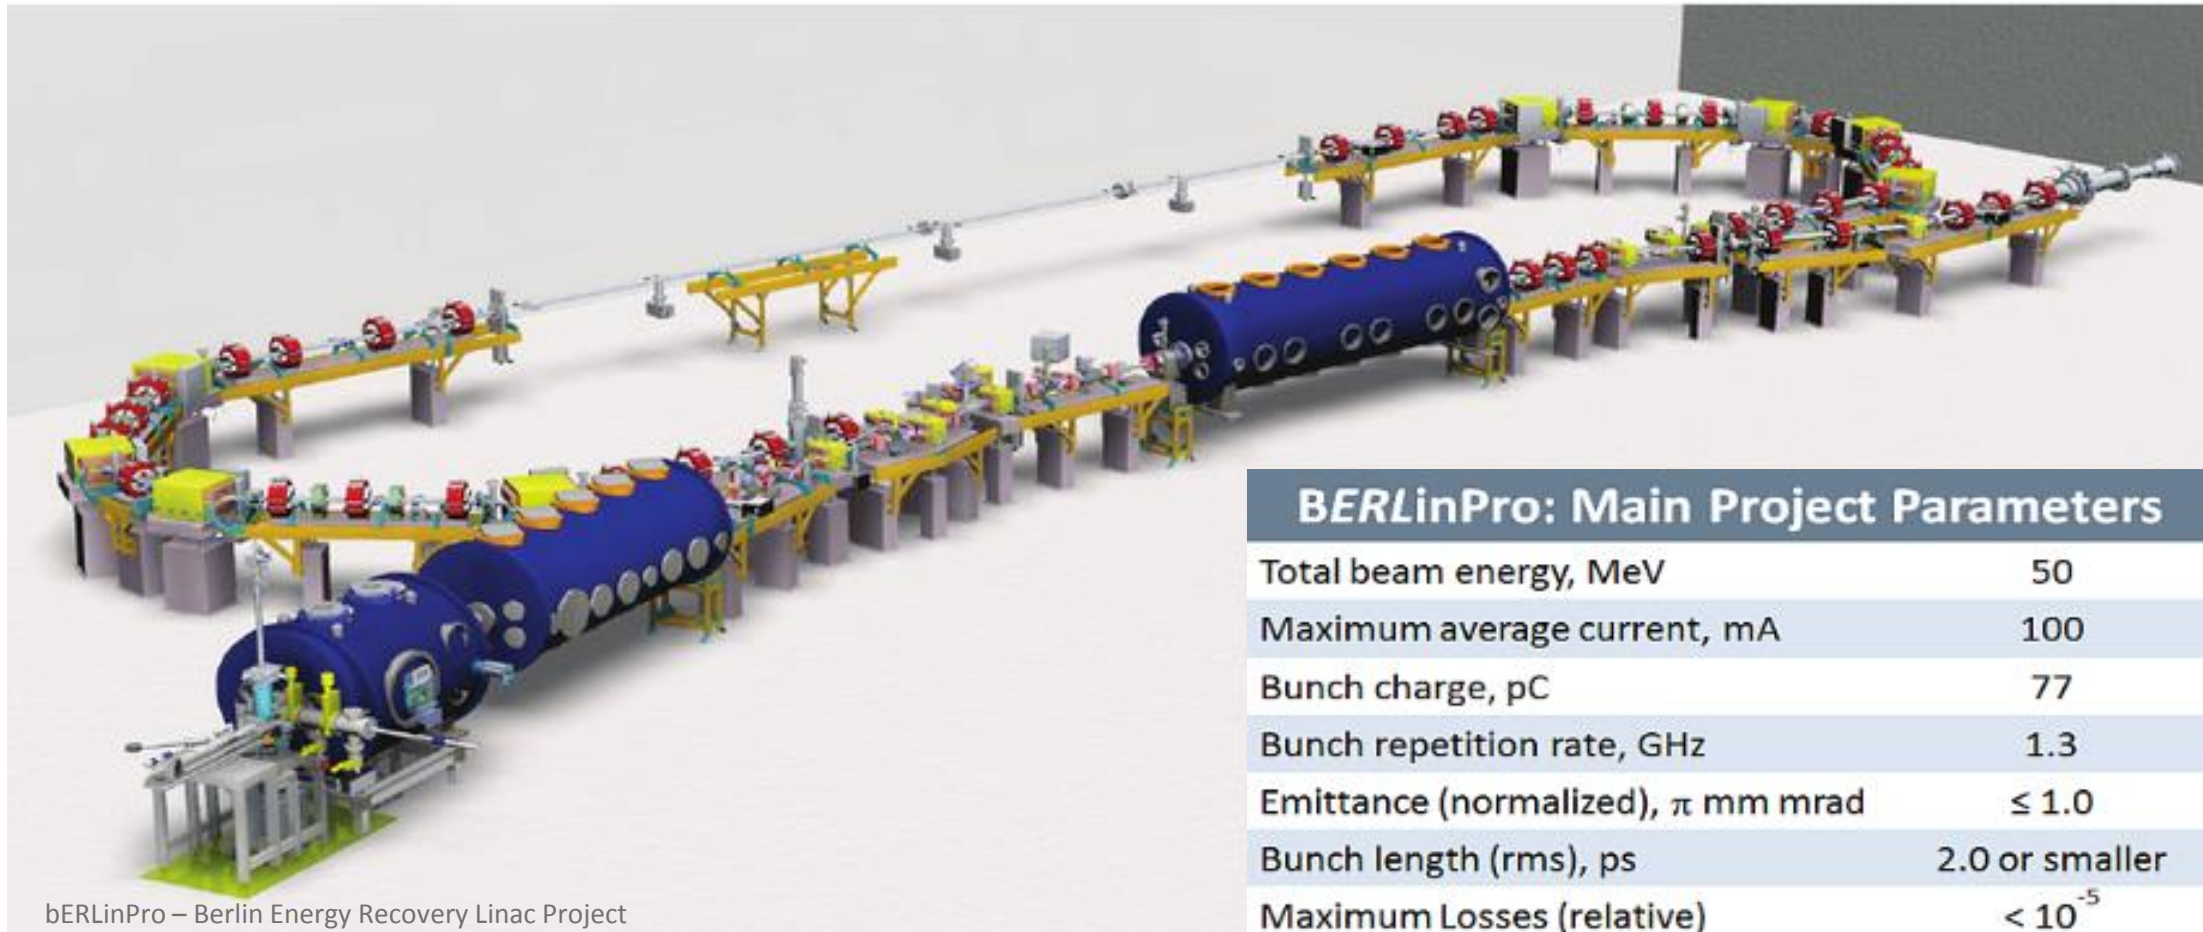 BERLinPro: Main Project Parameters
Total beam energy, MeV 50
Maximum average current, mA 100
Bunch charge, pC 77
Bunch repetition rate, GHz 1.3
Emittance (normalized), π mm mrad ≤ 1.0
Bunch length (rms), ps 2.0 or smaller
Maximum Losses (relative) < 10⁻⁵
bERLinPro – Berlin Energy Recovery Linac Project